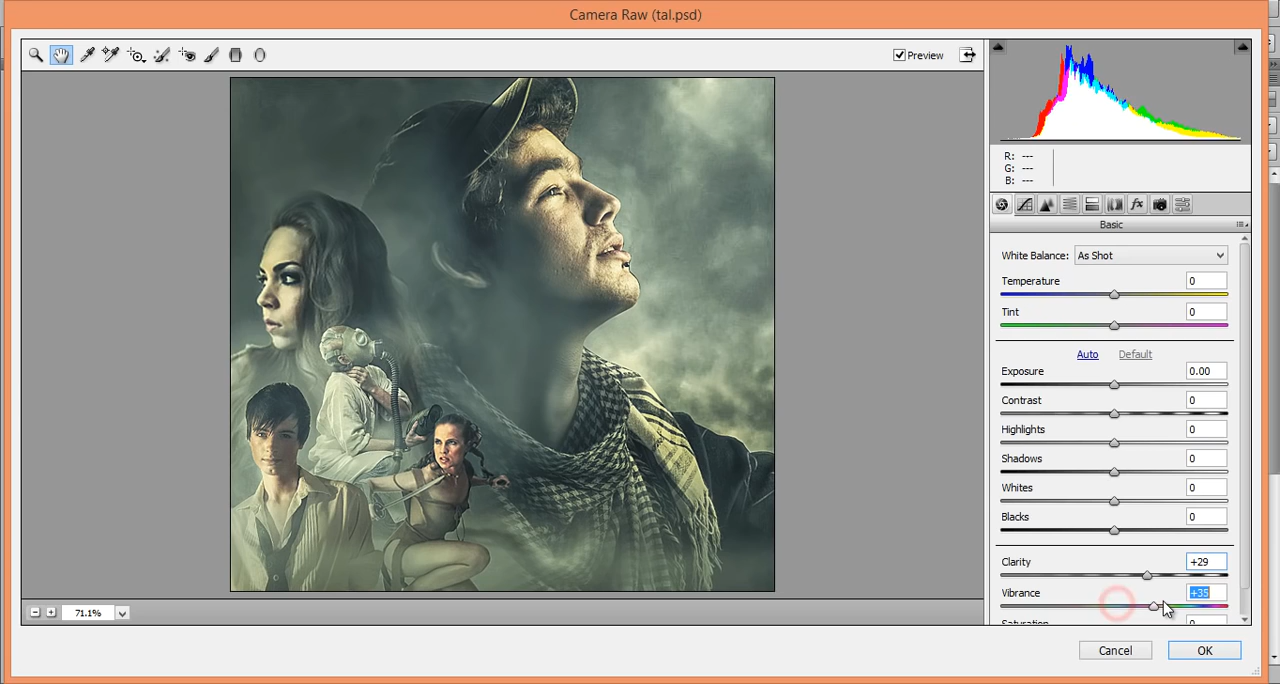 Camera Raw (tal.psd)
Preview
R: ---
G: ---
B: ---
fx
Basic
White Balance: As Shot
Temperature 0
Tint 0
Auto Default
Exposure 0.00
Contrast 0
Highlights 0
Shadows 0
Whites 0
Blacks 0
Clarity +29
Vibrance +35
71.1%
Cancel OK